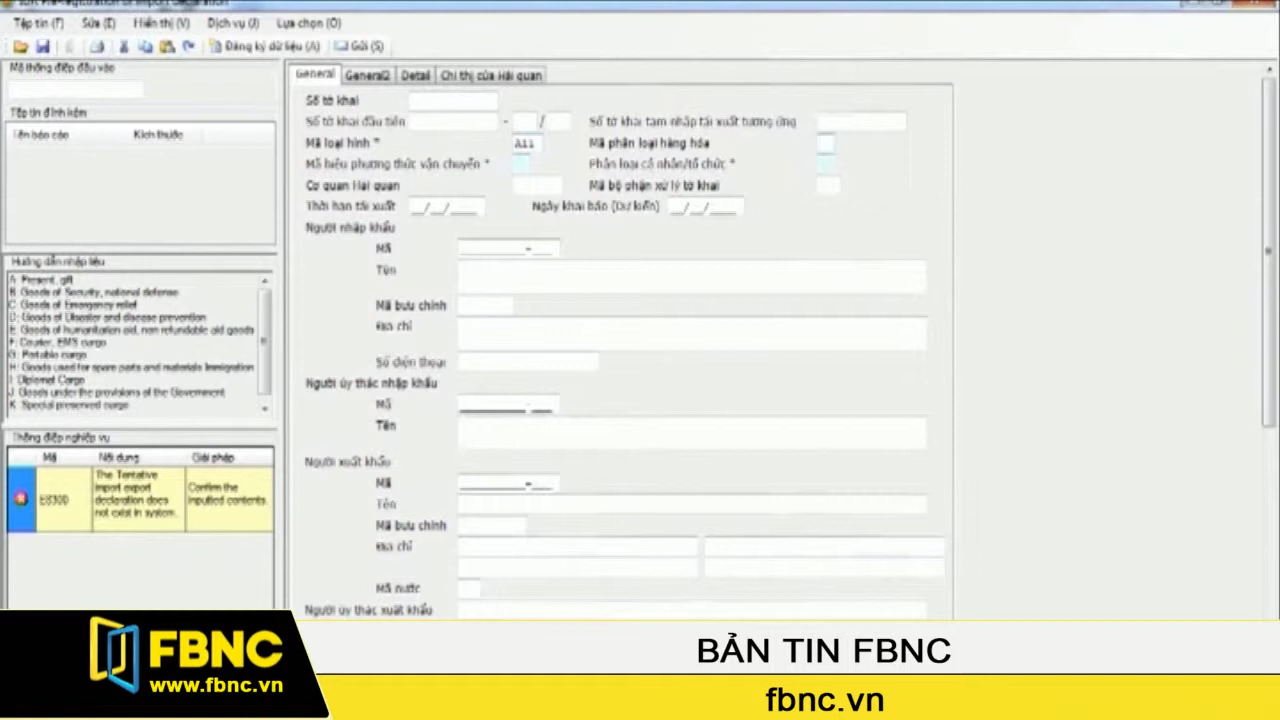 Tệp tin (F) Sửa (E) Hiển thị (V) Dịch vụ (J) Lựa chọn (O)
Đăng ký dữ liệu (A) Gửi (S)
Mã thông điệp đầu vào
Tệp tin đính kèm
Tên báo cáo Kích thước
Hướng dẫn nhập liệu
A: Present, gift
B: Goods of Security, national defense
C: Goods of Emergency relief
D: Goods of Disaster and disease prevention
E: Goods of humanitarian aid, non refundable aid goods
F: Courier, EMS cargo
G: Portable cargo
H: Goods used for spare parts and materials Immigration
I: Diplomat Cargo
J: Goods under the provisions of the Government
K: Special preserved cargo
Thông điệp nghiệp vụ
Mã Nội dung Giải pháp
E8300 The Tentative import export declaration does not exist in system. Confirm the inputted contents.
General General2 Detail Chỉ thị của Hải quan
Số tờ khai
Số tờ khai đầu tiên - / Số tờ khai tạm nhập tái xuất tương ứng
Mã loại hình * A11 Mã phân loại hàng hóa
Mã hiệu phương thức vận chuyển * Phân loại cá nhân/tổ chức *
Cơ quan Hải quan Mã bộ phận xử lý tờ khai
Thời hạn tái xuất __/__/____ Ngày khai báo (Dự kiến) __/__/____
Người nhập khẩu
Mã
Tên
Mã bưu chính
Địa chỉ
Số điện thoại
Người ủy thác nhập khẩu
Mã
Tên
Người xuất khẩu
Mã
Tên
Mã bưu chính
Địa chỉ
Mã nước
Người ủy thác xuất khẩu
FBNC
www.fbnc.vn
BẢN TIN FBNC
fbnc.vn